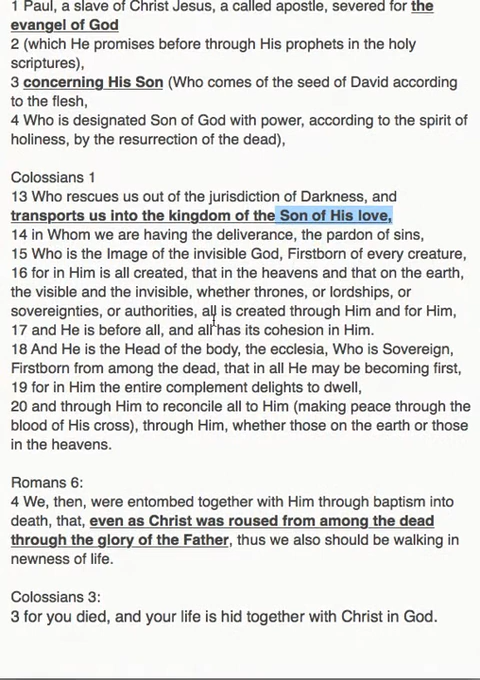 1 Paul, a slave of Christ Jesus, a called apostle, severed for the
evangel of God
2 (which He promises before through His prophets in the holy
scriptures),
3 concerning His Son (Who comes of the seed of David according
to the flesh,
4 Who is designated Son of God with power, according to the spirit of
holiness, by the resurrection of the dead),
Colossians 1
13 Who rescues us out of the jurisdiction of Darkness, and
transports us into the kingdom of the Son of His love,
14 in Whom we are having the deliverance, the pardon of sins,
15 Who is the Image of the invisible God, Firstborn of every creature,
16 for in Him is all created, that in the heavens and that on the earth,
the visible and the invisible, whether thrones, or lordships, or
sovereignties, or authorities, all is created through Him and for Him,
17 and He is before all, and all has its cohesion in Him.
18 And He is the Head of the body, the ecclesia, Who is Sovereign,
Firstborn from among the dead, that in all He may be becoming first,
19 for in Him the entire complement delights to dwell,
20 and through Him to reconcile all to Him (making peace through the
blood of His cross), through Him, whether those on the earth or those
in the heavens.
Romans 6:
4 We, then, were entombed together with Him through baptism into
death, that, even as Christ was roused from among the dead
through the glory of the Father, thus we also should be walking in
newness of life.
Colossians 3:
3 for you died, and your life is hid together with Christ in God.